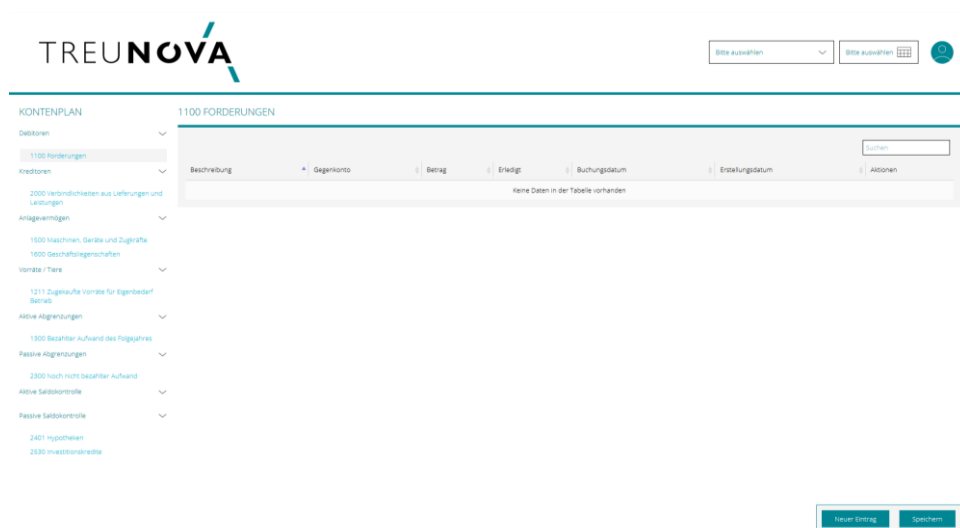 TREUNOVA
Bitte auswählen
Bitte auswählen
KONTENPLAN
1100 FORDERUNGEN
Debitoren
1100 Forderungen
Kreditoren
2000 Verbindlichkeiten aus Lieferungen und
Leistungen
Anlagevermögen
1500 Maschinen, Geräte und Zugkräfte
1600 Geschäftsliegenschaften
Vorräte / Tiere
1211 Zugekaufte Vorräte für Eigenbedarf
Betrieb
Aktive Abgrenzungen
1300 Bezahlter Aufwand des Folgejahres
Passive Abgrenzungen
2300 Noch nicht bezahlter Aufwand
Aktive Saldokontrolle
Passive Saldokontrolle
2401 Hypotheken
2530 Investitionskredite
Suchen
Beschreibung Gegenkonto Betrag Erledigt Buchungsdatum Erstellungsdatum Aktionen
Keine Daten in der Tabelle vorhanden
Neuer Eintrag
Speichern